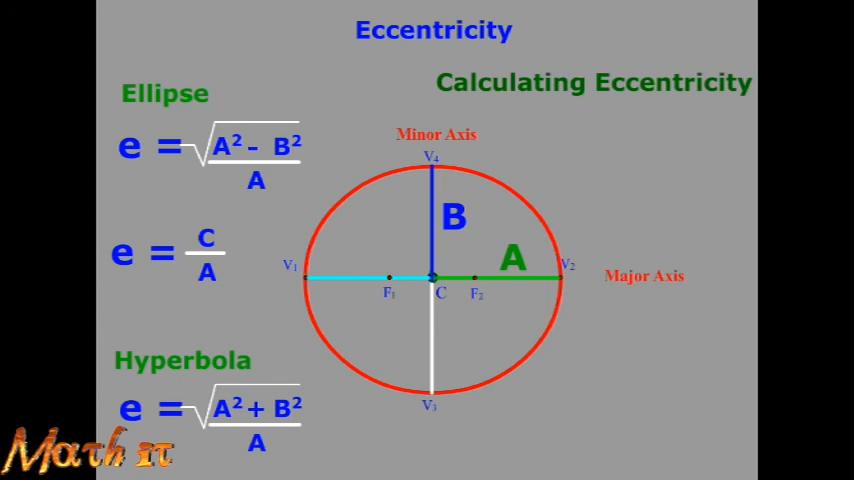 Eccentricity
Calculating Eccentricity
Ellipse
e = √A² – B²
A
e = C
A
Hyperbola
e = √A² + B²
A
Minor Axis
V₄
B
A
V₁
V₂
Major Axis
F₁
C
F₂
V₃
Math It